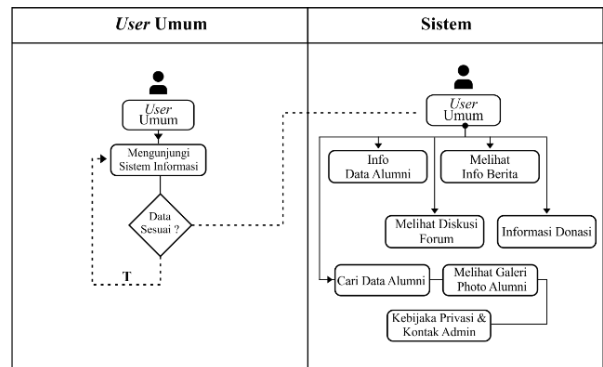 User Umum
Sistem
User
Umum
Mengunjungi
Sistem Informasi
Data
Sesuai ?
T
User
Umum
Info
Data Alumni
Melihat
Info Berita
Melihat Diskusi
Forum
Informasi Donasi
Cari Data Alumni
Melihat Galeri
Photo Alumni
Kebijaka Privasi &
Kontak Admin